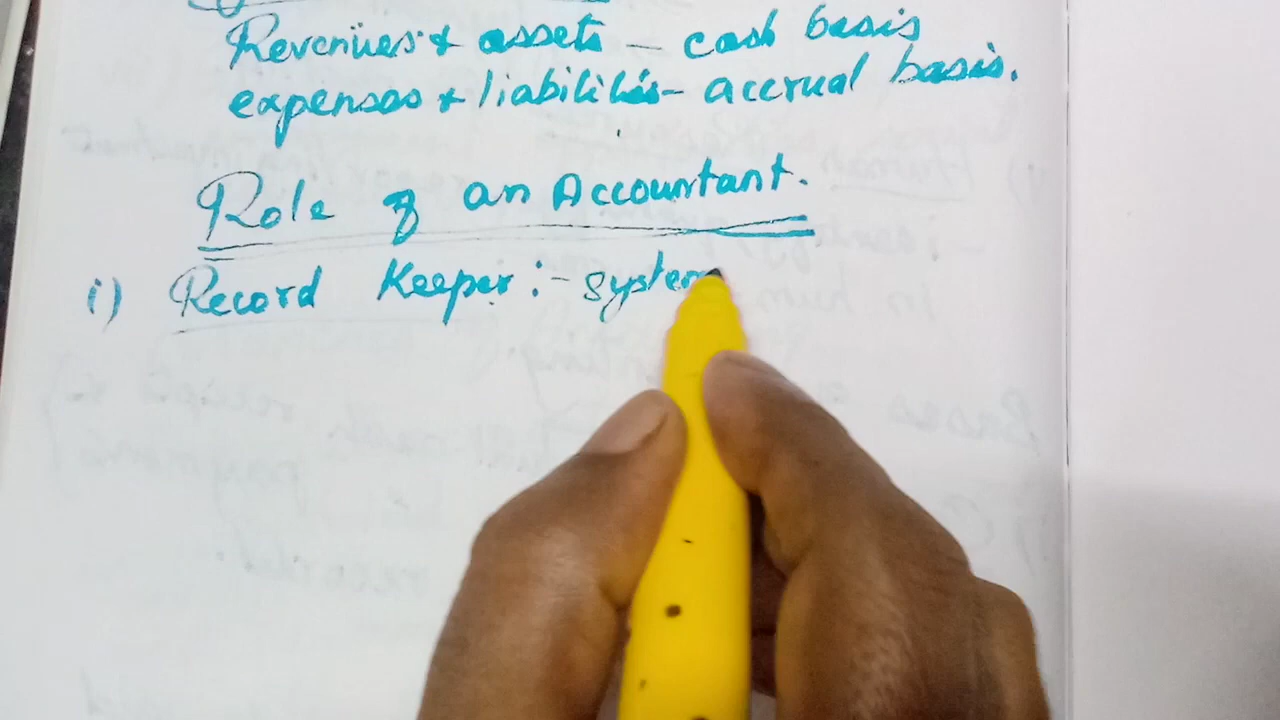 Revenues & assets - cash basis
expenses & liabilities - accrual basis.
Role of an Accountant.
i) Record Keeper :- system